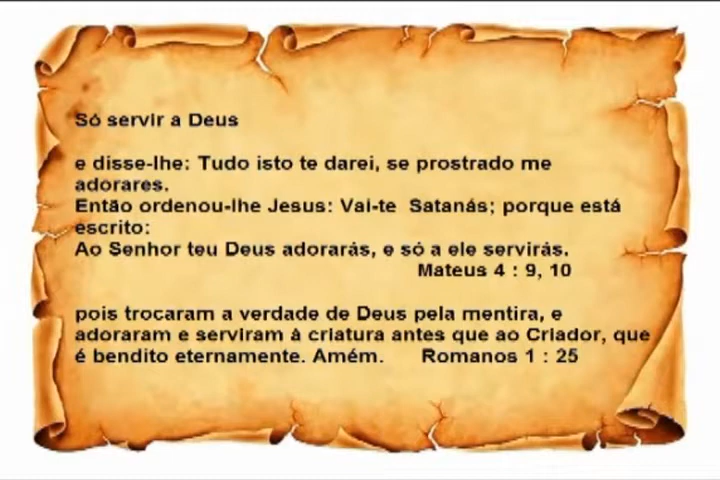 Só servir a Deus
e disse-lhe: Tudo isto te darei, se prostrado me
adorares.
Então ordenou-lhe Jesus: Vai-te Satanás; porque está
escrito:
Ao Senhor teu Deus adorarás, e só a ele servirás.
Mateus 4 : 9, 10
pois trocaram a verdade de Deus pela mentira, e
adoraram e serviram à criatura antes que ao Criador, que
é bendito eternamente. Amém. Romanos 1 : 25